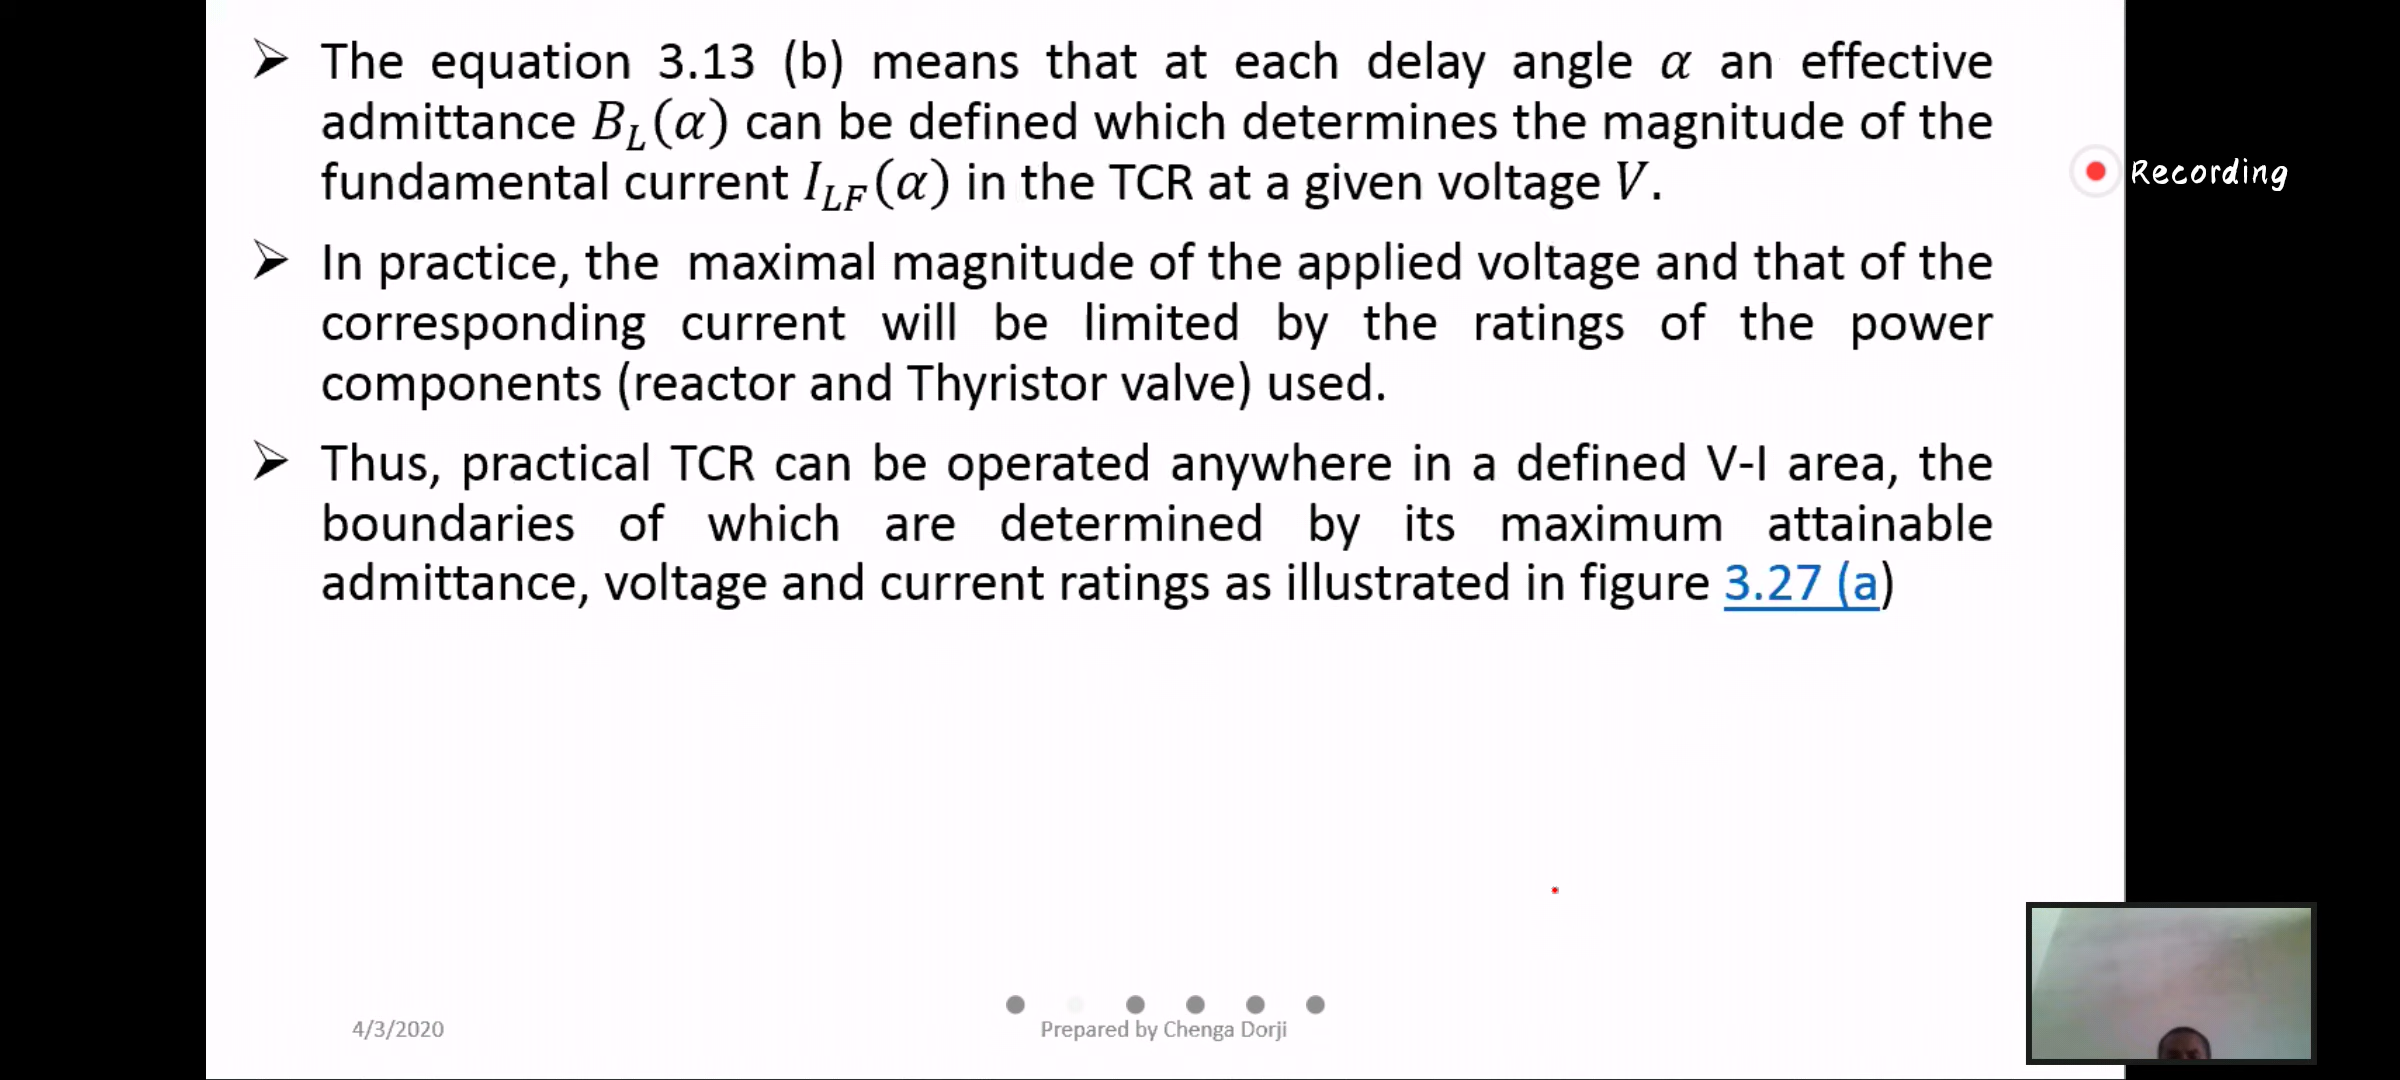 The equation 3.13 (b) means that at each delay angle α an effective
admittance B_L(α) can be defined which determines the magnitude of the
fundamental current I_LF(α) in the TCR at a given voltage V.
In practice, the maximal magnitude of the applied voltage and that of the
corresponding current will be limited by the ratings of the power
components (reactor and Thyristor valve) used.
Thus, practical TCR can be operated anywhere in a defined V-I area, the
boundaries of which are determined by its maximum attainable
admittance, voltage and current ratings as illustrated in figure 3.27 (a)
Recording
4/3/2020
Prepared by Chenga Dorji